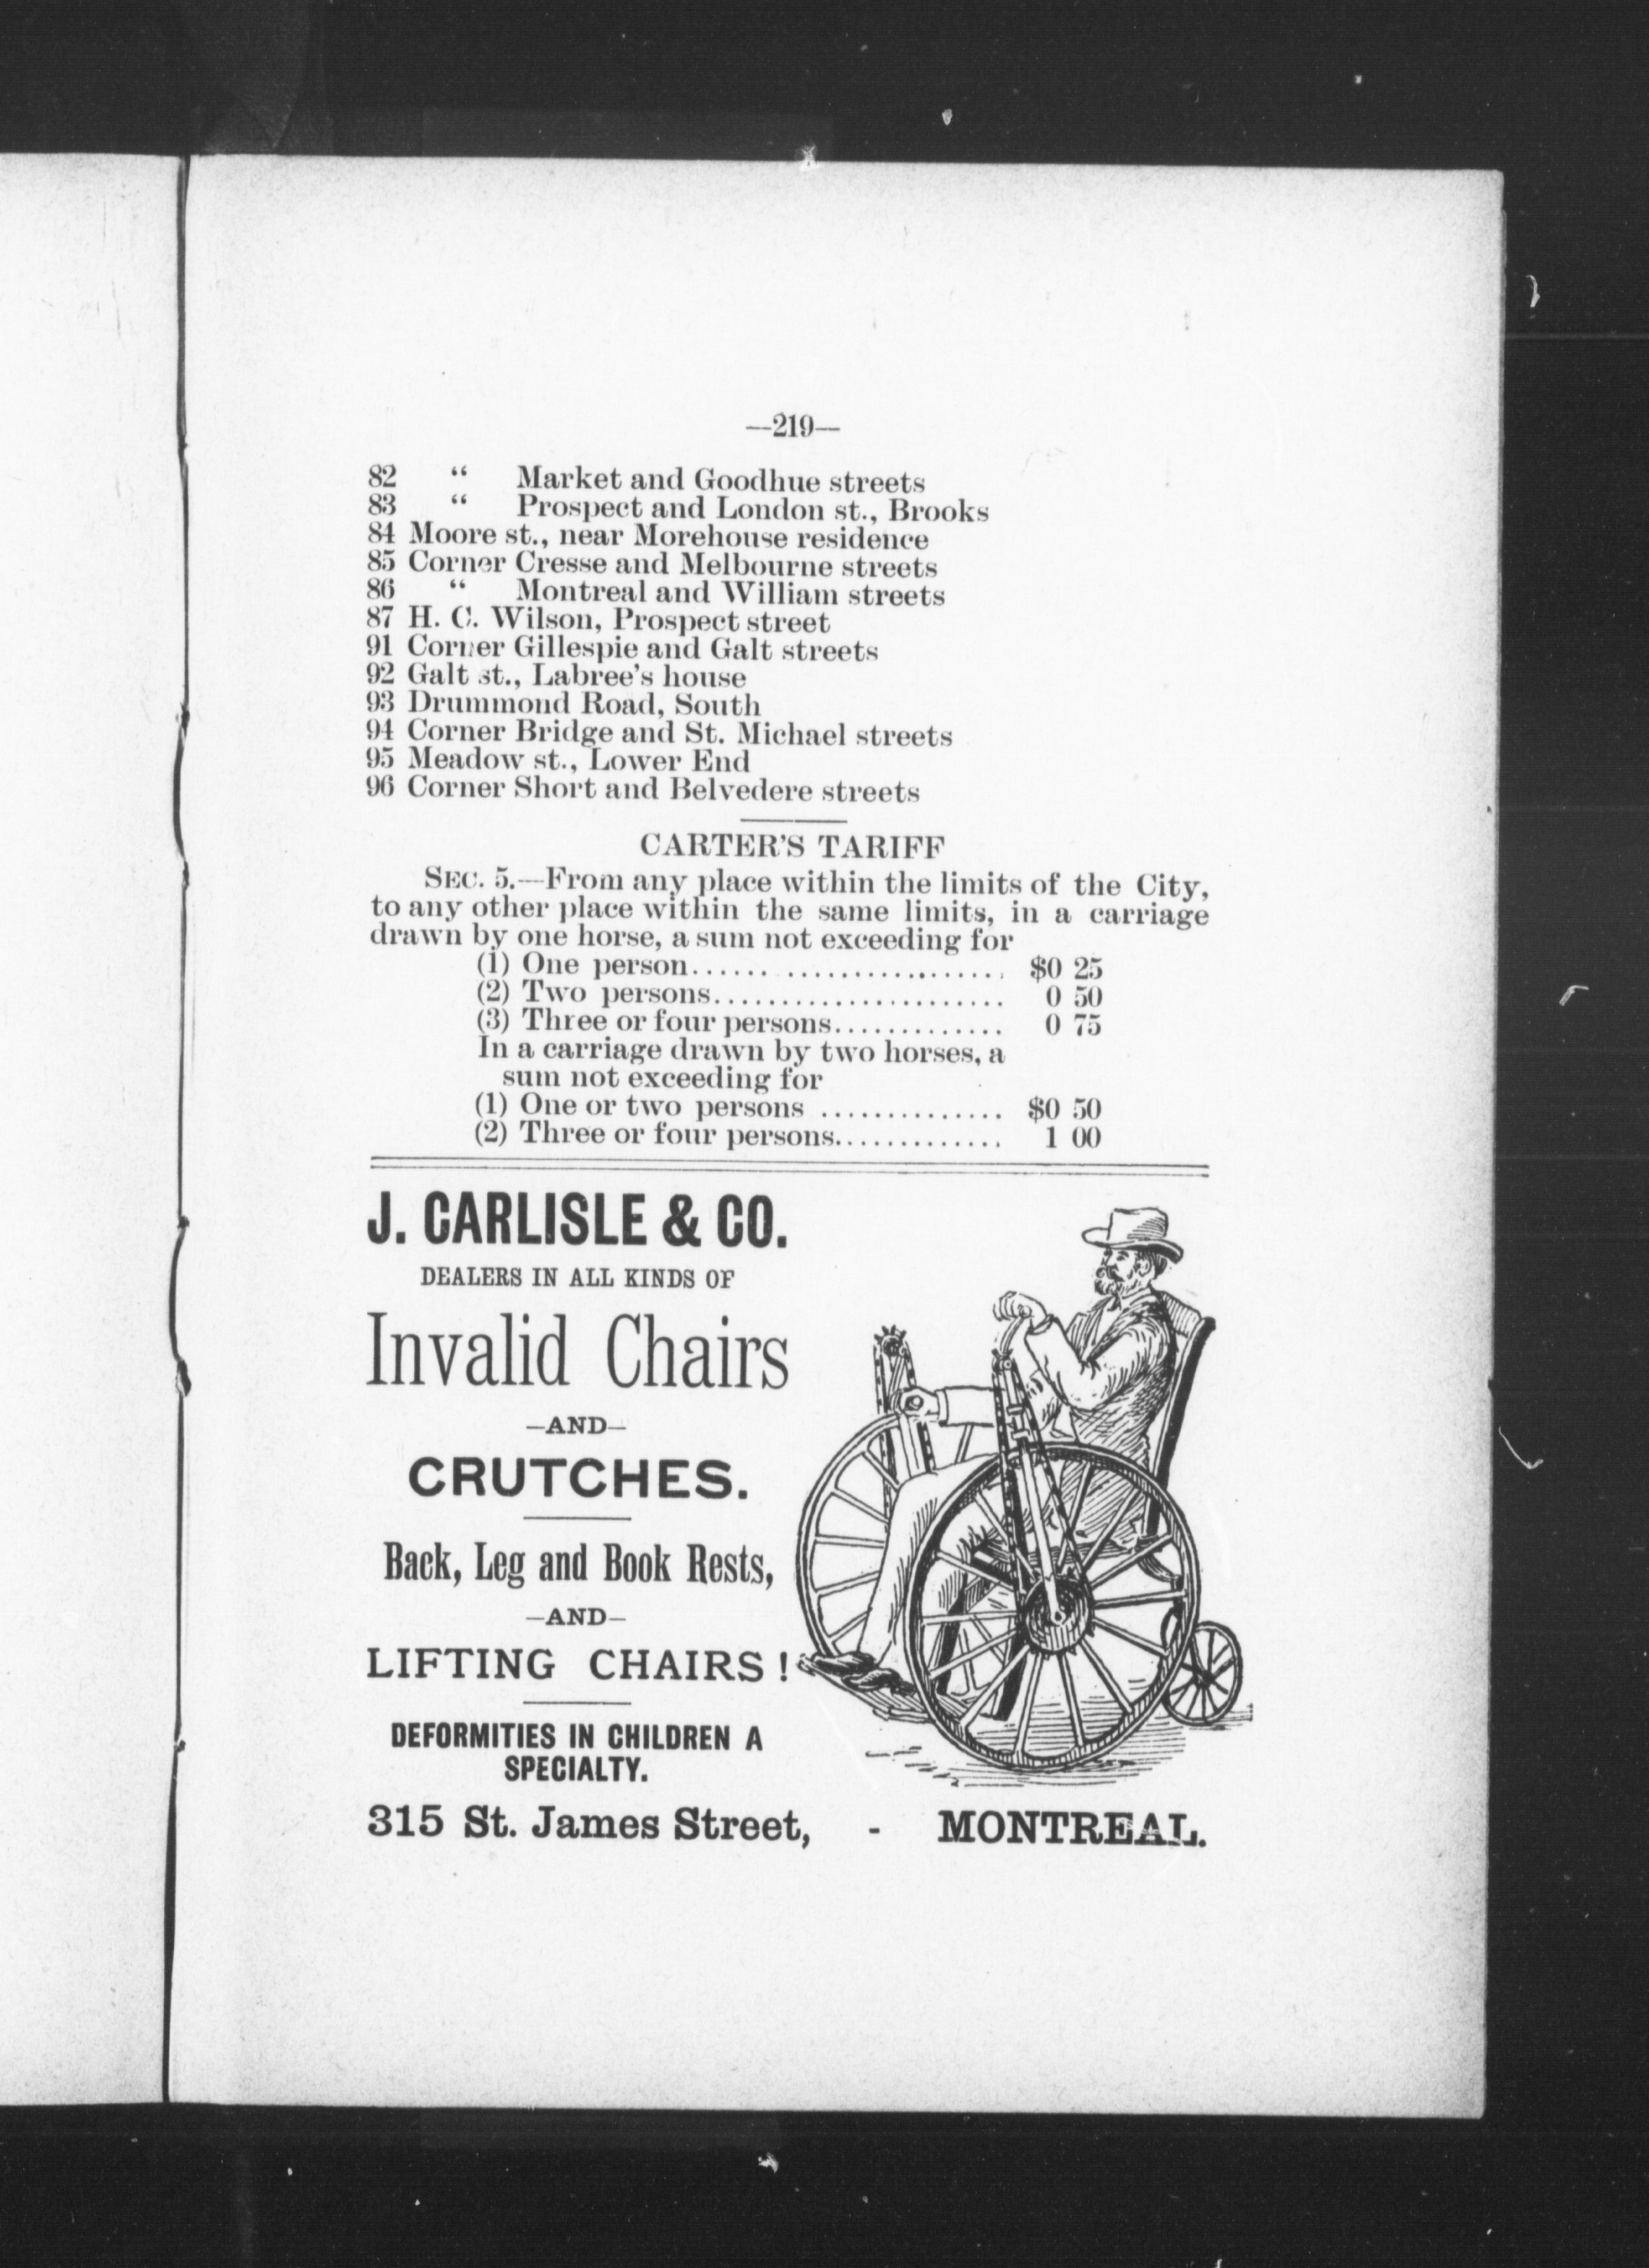 —219—
82 “ Market and Goodhue streets
83 “ Prospect and London st., Brooks
84 Moore st., near Morehouse residence
85 Corner Cresse and Melbourne streets
86 “ Montreal and William streets
87 H. C. Wilson, Prospect street
91 Corner Gillespie and Galt streets
92 Galt st., Labree's house
93 Drummond Road, South
94 Corner Bridge and St. Michael streets
95 Meadow st., Lower End
96 Corner Short and Belvedere streets
CARTER'S TARIFF
SEC. 5.—From any place within the limits of the City,
to any other place within the same limits, in a carriage
drawn by one horse, a sum not exceeding for
(1) One person...... ..................... $0 25
(2) Two persons....................... 0 50
(3) Three or four persons............. 0 75
In a carriage drawn by two horses, a
sum not exceeding for
(1) One or two persons .............. $0 50
(2) Three or four persons............. 1 00
J. CARLISLE & CO.
DEALERS IN ALL KINDS OF
Invalid Chairs
—AND—
CRUTCHES.
Back, Leg and Book Rests,
—AND—
LIFTING CHAIRS!
DEFORMITIES IN CHILDREN A
SPECIALTY.
315 St. James Street, - MONTREAL.